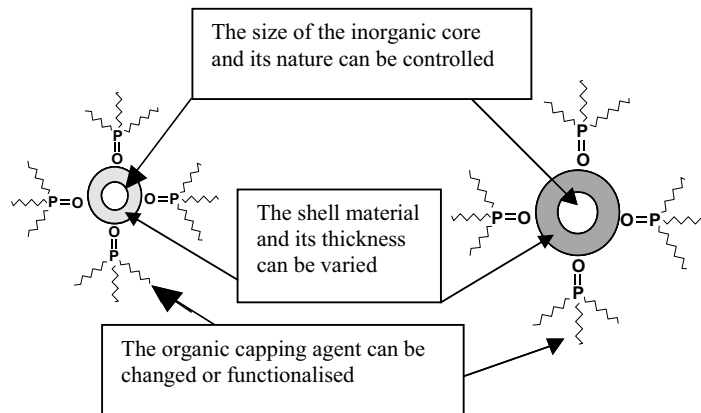 The size of the inorganic core
and its nature can be controlled
P
O
P
O
P=O
O=P
P=O
O=P
The shell material
and its thickness
can be varied
O
P
O
P
The organic capping agent can be
changed or functionalised